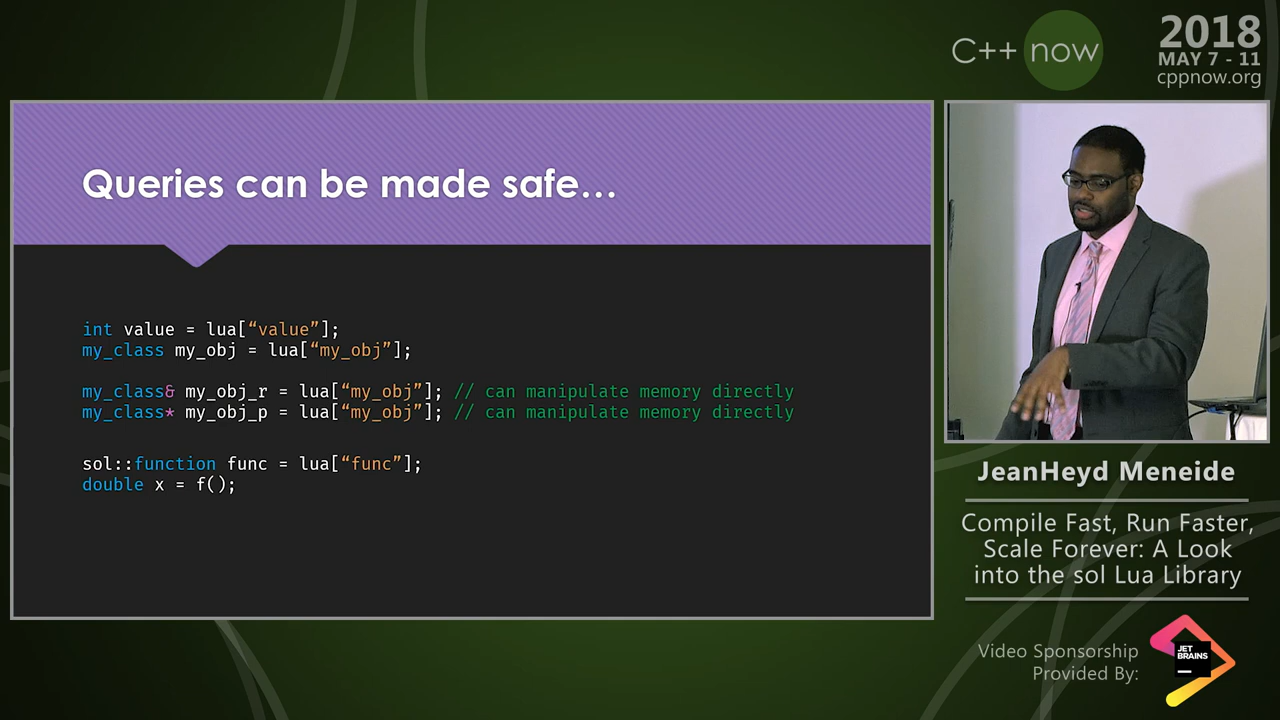 C++ now
2018
MAY 7 - 11
cppnow.org
Queries can be made safe…
int value = lua[“value”];
my_class my_obj = lua[“my_obj”];
my_class& my_obj_r = lua[“my_obj”]; // can manipulate memory directly
my_class* my_obj_p = lua[“my_obj”]; // can manipulate memory directly
sol::function func = lua[“func”];
double x = f();
JeanHeyd Meneide
Compile Fast, Run Faster,
Scale Forever: A Look
into the sol Lua Library
Video Sponsorship
Provided By:
JET
BRAINS